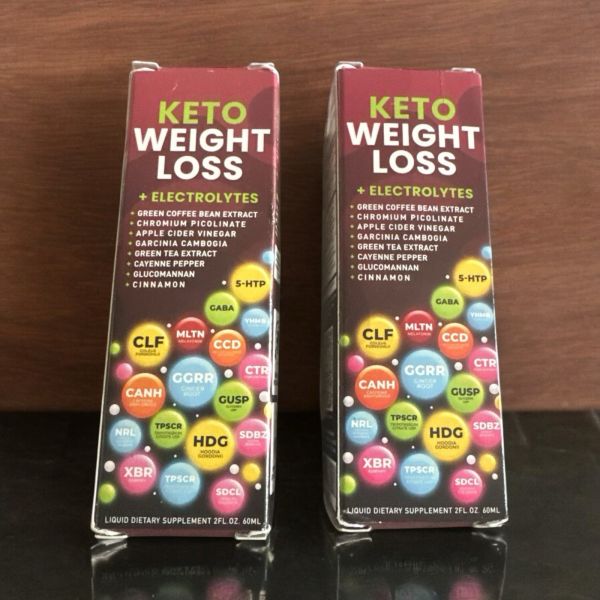 KETO
WEIGHT
LOSS
+ ELECTROLYTES
+ GREEN COFFEE BEAN EXTRACT
+ CHROMIUM PICOLINATE
+ APPLE CIDER VINEGAR
+ GARCINIA CAMBOGIA
+ GREEN TEA EXTRACT
+ CAYENNE PEPPER
+ GLUCOMANNAN
+ CINNAMON
5-HTP
GABA
YHMB
MLTN
MELATONIN
CLF
CCD
CTR
GGRR
GINGER
ROOT
CANH
GUSP
TPSCR
NRL
HDG
HOODIA
GORDONII
SDBZ
XBR
TPSCR
SDCL
LIQUID DIETARY SUPPLEMENT 2FL OZ. 60ML
KETO
WEIGHT
LOSS
+ ELECTROLYTES
+ GREEN COFFEE BEAN EXTRACT
+ CHROMIUM PICOLINATE
+ APPLE CIDER VINEGAR
+ GARCINIA CAMBOGIA
+ GREEN TEA EXTRACT
+ CAYENNE PEPPER
+ GLUCOMANNAN
+ CINNAMON
5-HTP
GABA
YHMB
MLTN
MELATONIN
CLF
CCD
CTR
GGRR
GINGER
ROOT
CANH
GUSP
TPSCR
NRL
HDG
HOODIA
GORDONII
SDBZ
XBR
TPSCR
SDCL
LIQUID DIETARY SUPPLEMENT 2FL OZ. 60ML